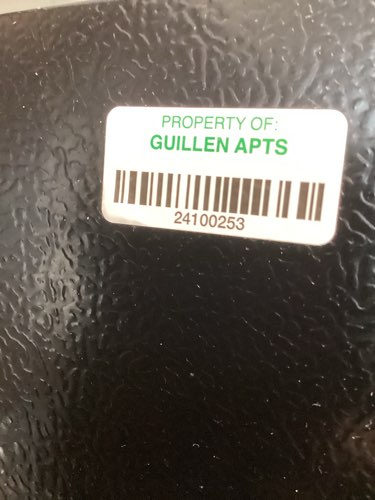 PROPERTY OF:
GUILLEN APTS
24100253